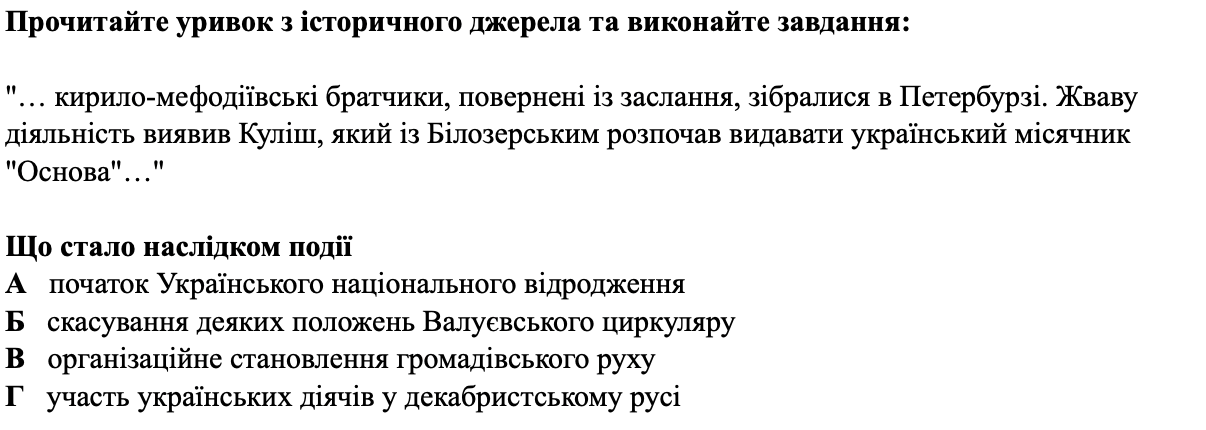 Прочитайте уривок з історичного джерела та виконайте завдання:
"… кирило-мефодіївські братчики, повернені із заслання, зібралися в Петербурзі. Жваву
діяльність виявив Куліш, який із Білозерським розпочав видавати український місячник
"Основа"…"
Що стало наслідком події
А початок Українського національного відродження
Б скасування деяких положень Валуєвського циркуляру
В організаційне становлення громадівського руху
Г участь українських діячів у декабристському русі